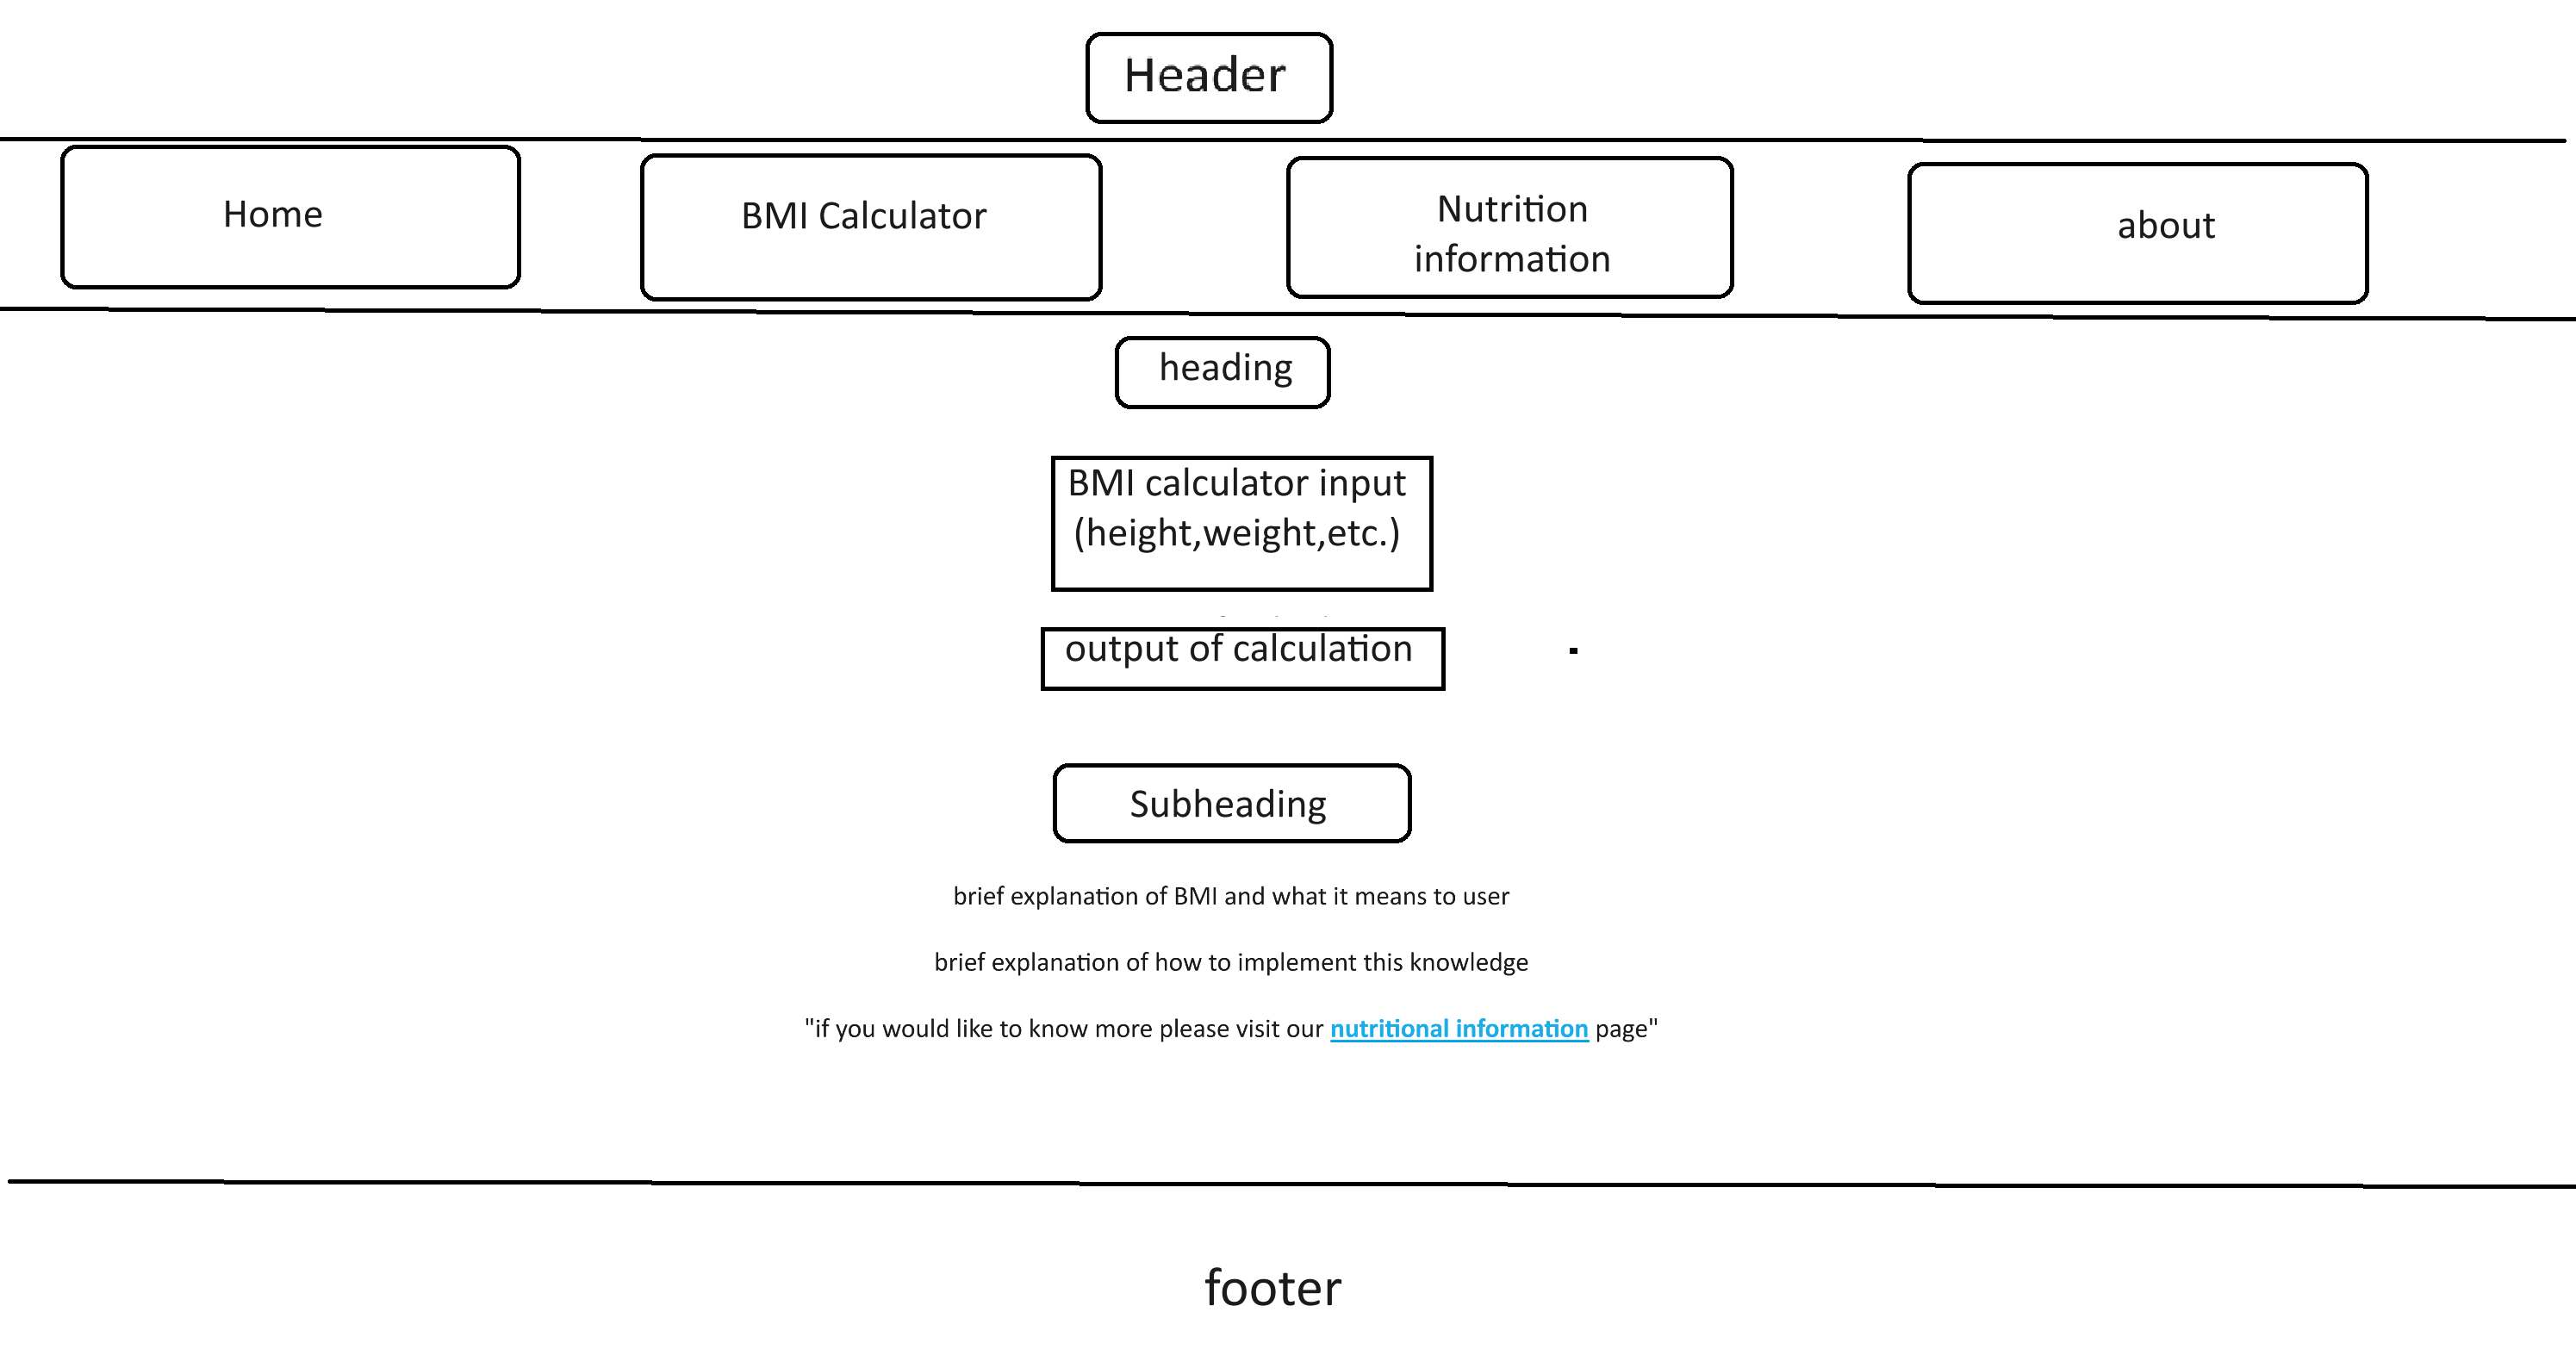 Header
Home
BMI Calculator
Nutrition
information
about
heading
BMI calculator input
(height,weight,etc.)
output of calculation
Subheading
brief explanation of BMI and what it means to user
brief explanation of how to implement this knowledge
"if you would like to know more please visit our nutritional information page"
footer